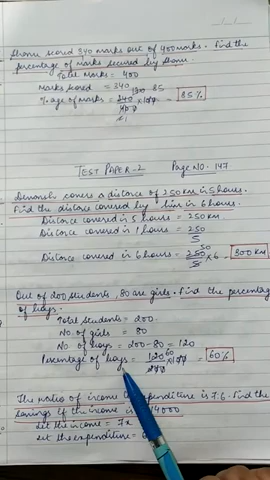 Shonu scored 340 marks out of 400 marks. Find the
percentage of marks secured by Shonu.
Total Marks = 400
Marks scored = 340
% age of marks = 340/400 × 100 = 85%
TEST PAPER-2 Page NO. 147
covers a distance of 250 km in 5 hours.
Find the distance covered by him in 6 hours.
Distance covered in 5 hours = 250 km
Distance covered in 1 hours = 250/5
Distance covered in 6 hours = 250/5 × 6 = 300 km
Out of 200 students, 80 are girls. Find the percentage
of boys.
Total students = 200
No. of girls = 80
No of boys = 200-80 = 120
Percentage of boys = 120/200 × 100 = 60%
The Ratio of income expenditure is 7:6. Find the
savings if the income is 14000
Let the income = 7x
Let the expenditure = 6